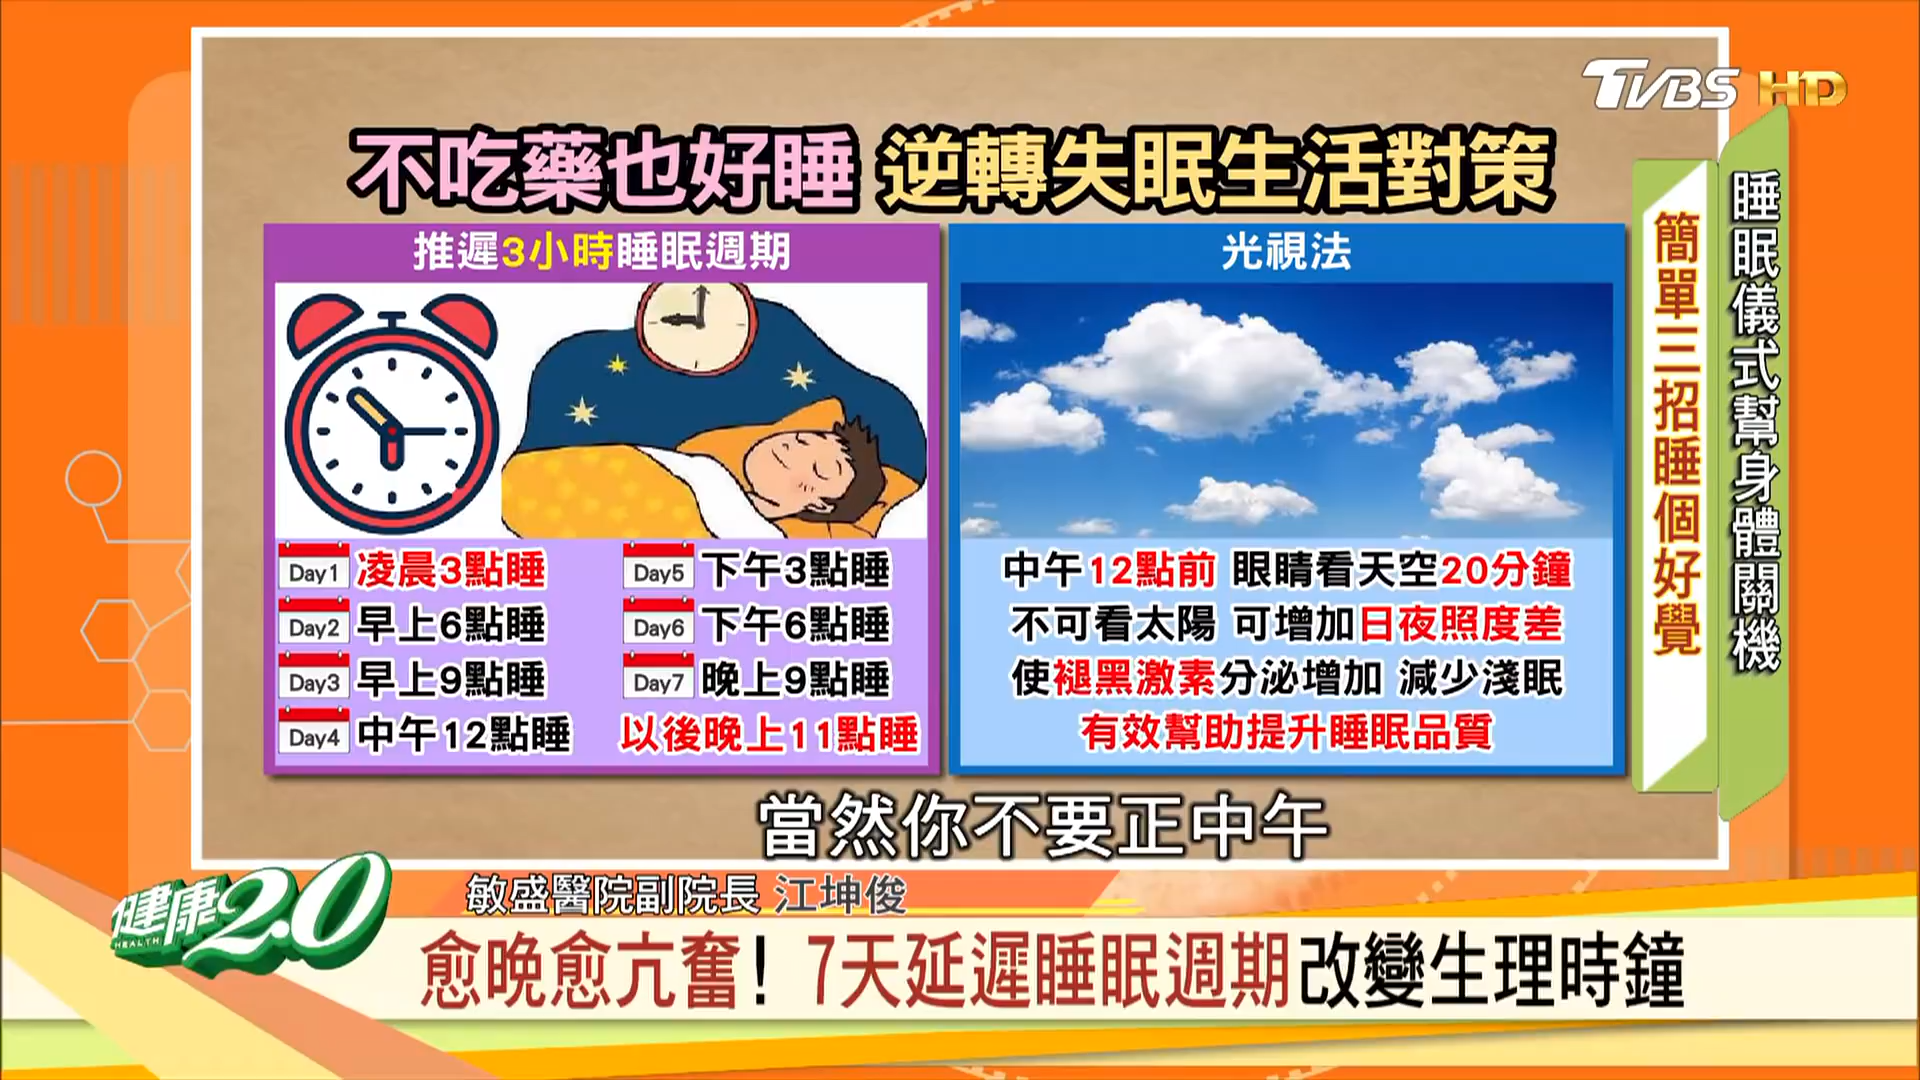 TVBS HD
不吃藥也好睡 逆轉失眠生活對策
推遲3小時睡眠週期
Day1 凌晨3點睡
Day2 早上6點睡
Day3 早上9點睡
Day4 中午12點睡
Day5 下午3點睡
Day6 下午6點睡
Day7 晚上9點睡
以後晚上11點睡
光視法
中午12點前 眼睛看天空20分鐘
不可看太陽 可增加日夜照度差
使褪黑激素分泌增加 減少淺眠
有效幫助提升睡眠品質
睡眠儀式幫身體關機
簡單三招睡個好覺
當然你不要正中午
健康2.0
HEALTH
敏盛醫院副院長 江坤俊
愈晚愈亢奮! 7天延遲睡眠週期改變生理時鐘